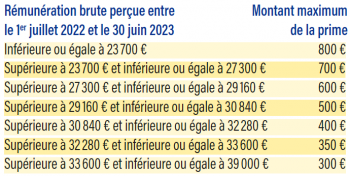 Rémunération brute perçue entre Montant maximum
le 1er juillet 2022 et le 30 juin 2023 de la prime
Inférieure ou égale à 23 700 € 800 €
Supérieure à 23 700 € et inférieure ou égale à 27 300 € 700 €
Supérieure à 27 300 € et inférieure ou égale à 29 160 € 600 €
Supérieure à 29 160 € et inférieure ou égale à 30 840 € 500 €
Supérieure à 30 840 € et inférieure ou égale à 32 280 € 400 €
Supérieure à 32 280 € et inférieure ou égale à 33 600 € 350 €
Supérieure à 33 600 € et inférieure ou égale à 39 000 € 300 €